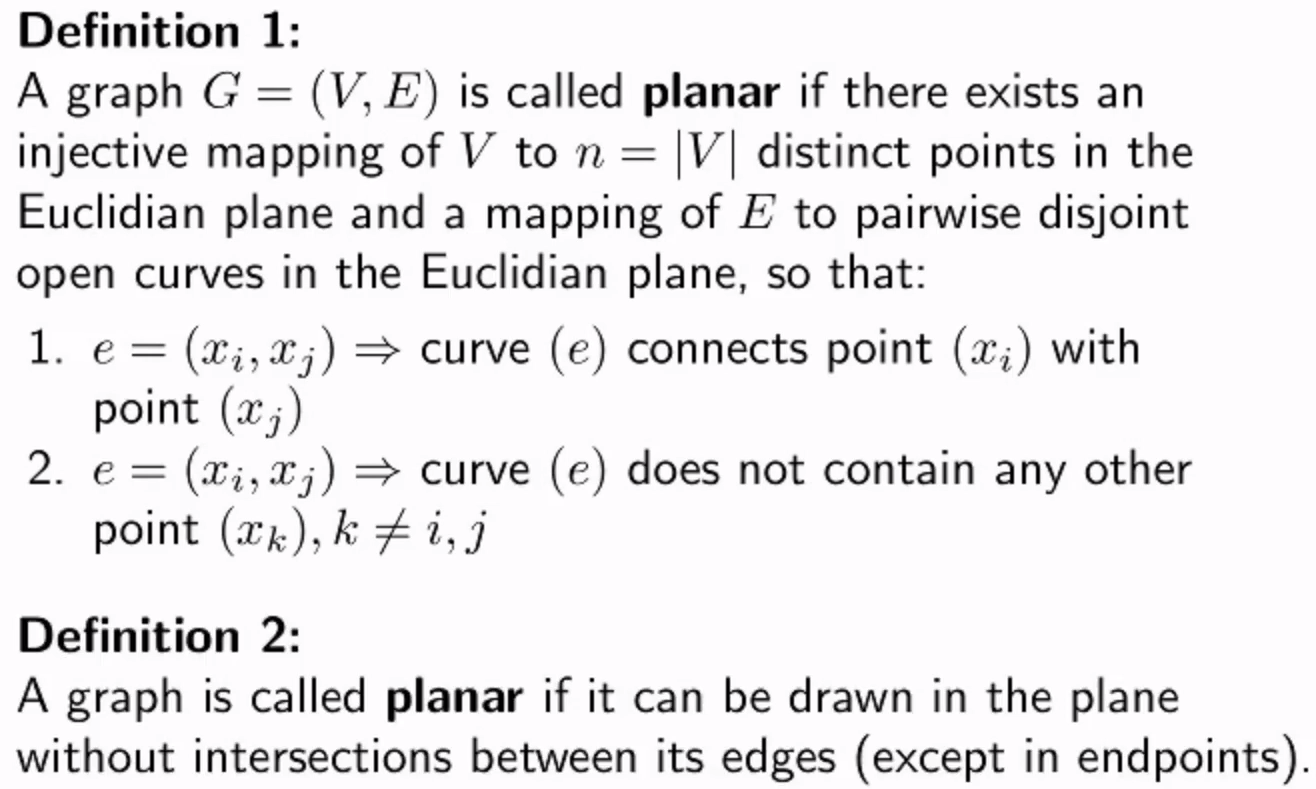 Definition 1:
A graph G = (V, E) is called planar if there exists an
injective mapping of V to n = |V| distinct points in the
Euclidian plane and a mapping of E to pairwise disjoint
open curves in the Euclidian plane, so that:
1. e = (x_i, x_j) ⇒ curve (e) connects point (x_i) with
point (x_j)
2. e = (x_i, x_j) ⇒ curve (e) does not contain any other
point (x_k), k ≠ i, j
Definition 2:
A graph is called planar if it can be drawn in the plane
without intersections between its edges (except in endpoints).